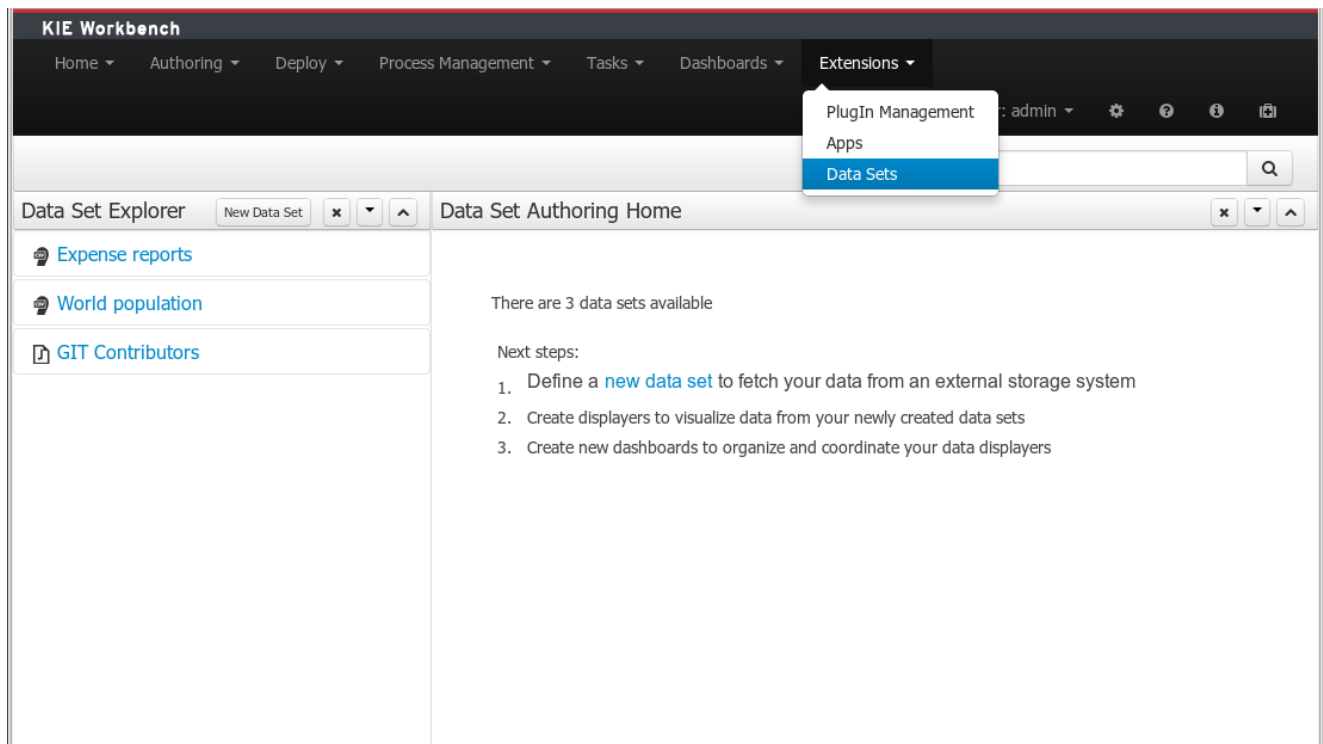 KIE Workbench
Home Authoring Deploy Process Management Tasks Dashboards Extensions
PlugIn Management
: admin
Apps
Data Sets
Data Set Explorer New Data Set
Data Set Authoring Home
Expense reports
World population
GIT Contributors
There are 3 data sets available
Next steps:
1. Define a new data set to fetch your data from an external storage system
2. Create displayers to visualize data from your newly created data sets
3. Create new dashboards to organize and coordinate your data displayers